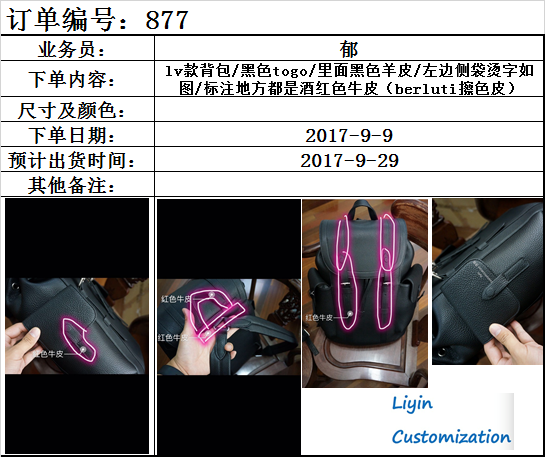 订单编号：877
业务员：
郁
下单内容：
lv款背包/黑色togo/里面黑色羊皮/左边侧袋烫字如
图/标注地方都是酒红色牛皮（berluti擦色皮）
尺寸及颜色：
下单日期：
2017-9-9
预计出货时间：
2017-9-29
其他备注：
红色牛皮
红色牛皮
红色牛皮
红色牛皮
Liyin
Customization